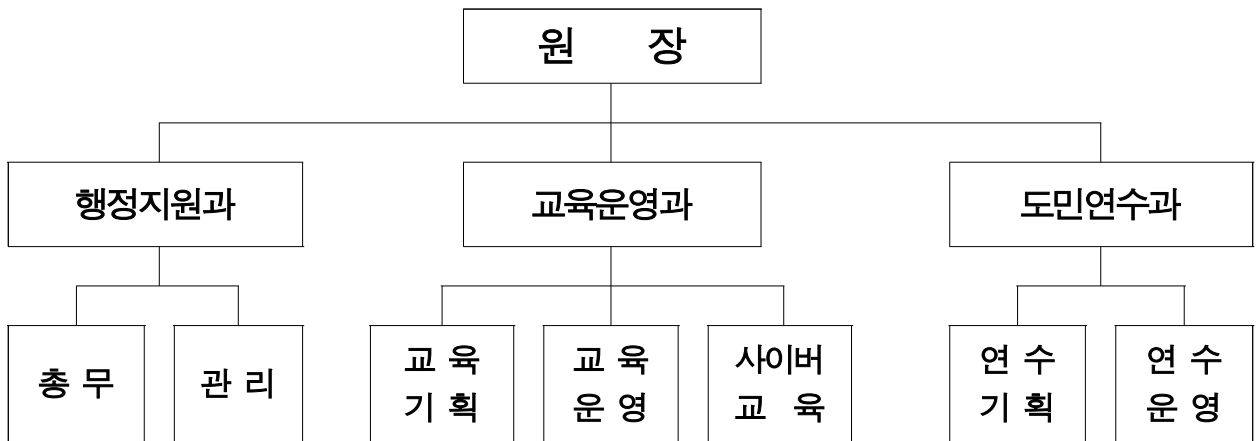 원 장
행정지원과 교육운영과 도민연수과
총 무 관 리 교 육 교 육 사이버 연 수 연 수
기 획 운 영 교 육 기 획 운 영